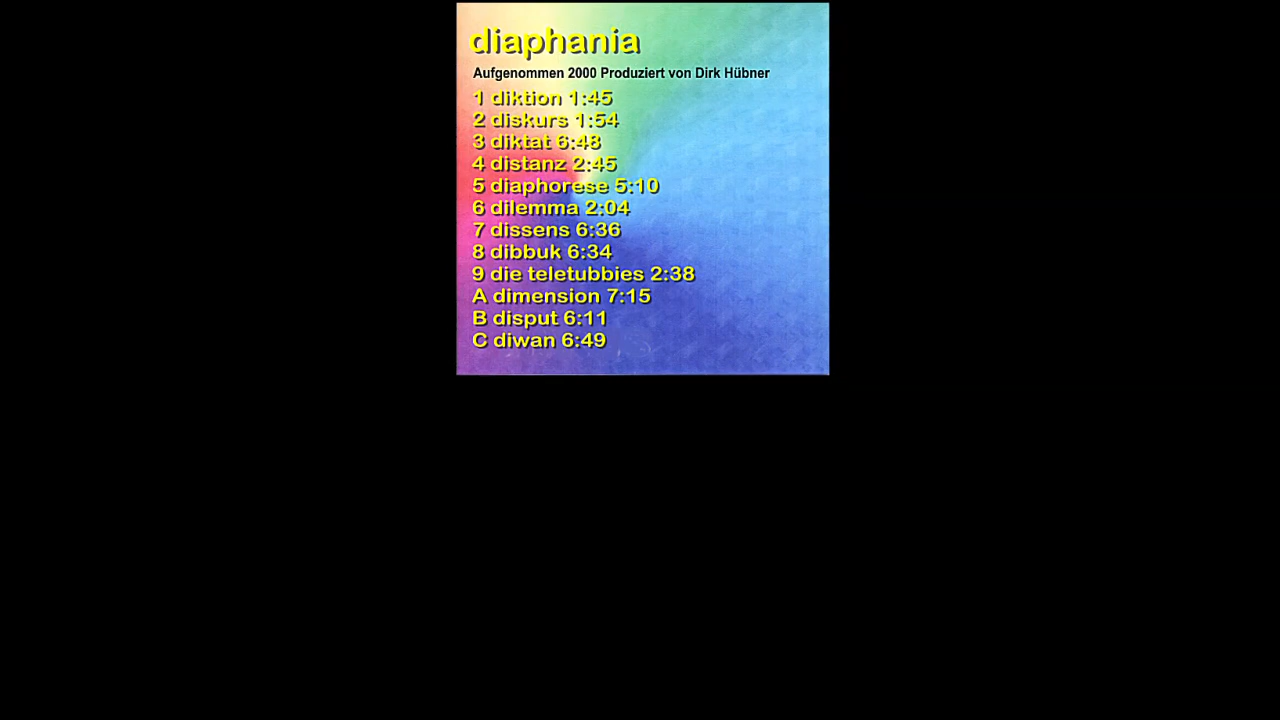 diaphania
Aufgenommen 2000 Produziert von Dirk Hübner
1 diktion 1:45
2 diskurs 1:54
3 diktat 6:48
4 distanz 2:45
5 diaphorese 5:10
6 dilemma 2:04
7 dissens 6:36
8 dibbuk 6:34
9 die teletubbies 2:38
A dimension 7:15
B disput 6:11
C diwan 6:49